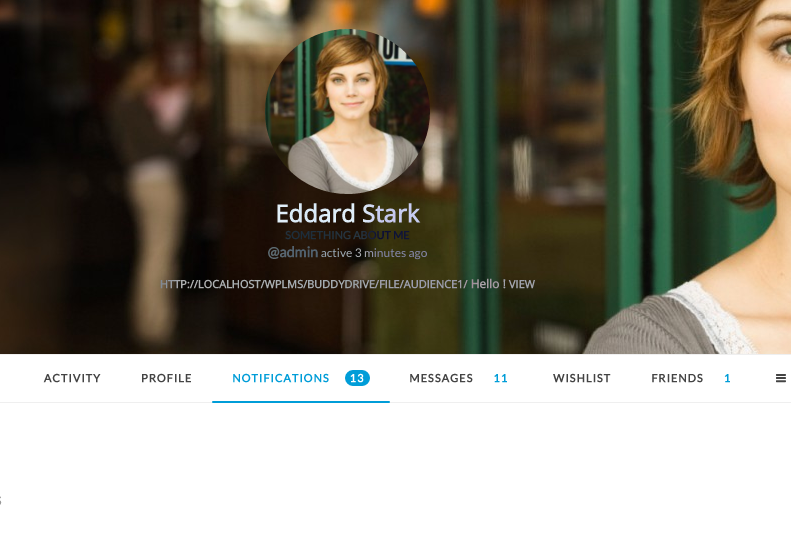 Eddard Stark
SOMETHING ABOUT ME
@admin active 3 minutes ago
HTTP://LOCALHOST/WPLMS/BUDDYDRIVE/FILE/AUDIENCE1/ Hello ! VIEW
ACTIVITY PROFILE NOTIFICATIONS 13 MESSAGES 11 WISHLIST FRIENDS 1